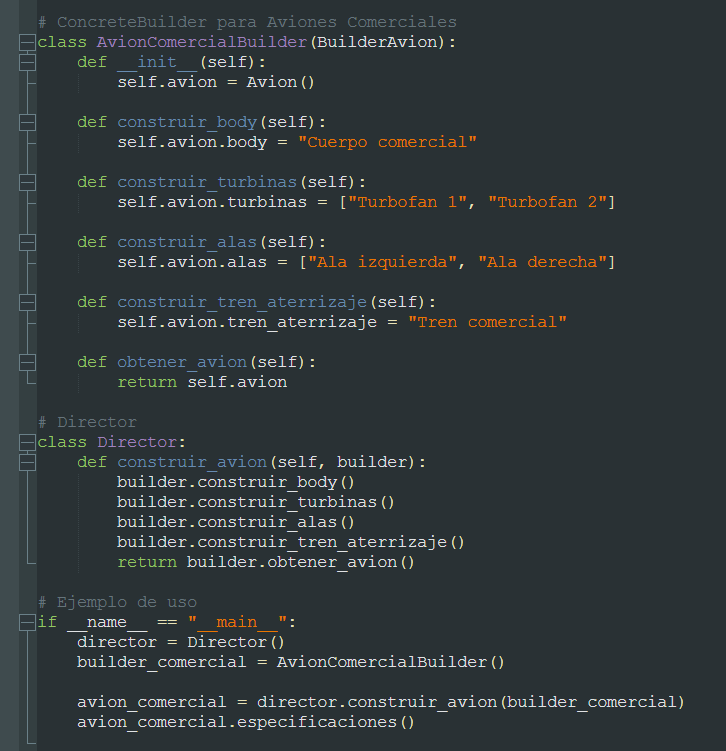 # ConcreteBuilder para Aviones Comerciales
class AvionComercialBuilder(BuilderAvion):
    def __init__(self):
        self.avion = Avion()

    def construir_body(self):
        self.avion.body = "Cuerpo comercial"

    def construir_turbinas(self):
        self.avion.turbinas = ["Turbofan 1", "Turbofan 2"]

    def construir_alas(self):
        self.avion.alas = ["Ala izquierda", "Ala derecha"]

    def construir_tren_aterrizaje(self):
        self.avion.tren_aterrizaje = "Tren comercial"

    def obtener_avion(self):
        return self.avion

# Director
class Director:
    def construir_avion(self, builder):
        builder.construir_body()
        builder.construir_turbinas()
        builder.construir_alas()
        builder.construir_tren_aterrizaje()
        return builder.obtener_avion()

# Ejemplo de uso
if __name__ == "__main__":
    director = Director()
    builder_comercial = AvionComercialBuilder()

    avion_comercial = director.construir_avion(builder_comercial)
    avion_comercial.especificaciones()